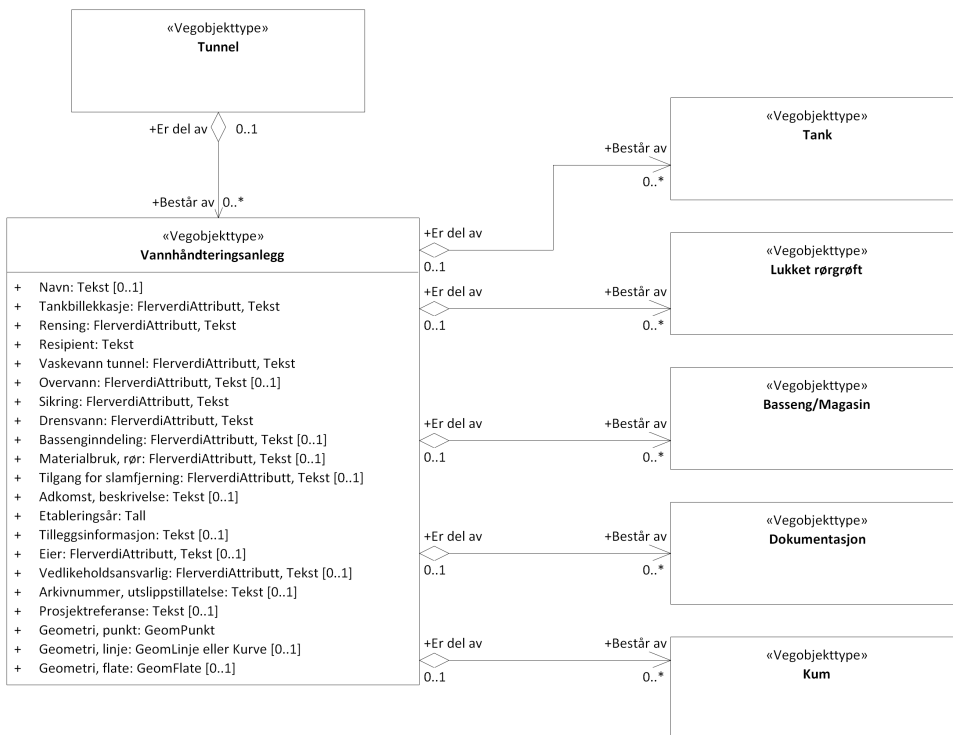 «Vegobjekttype»
Tunnel
+Er del av 0..1
+Består av 0..*
«Vegobjekttype»
Vannhåndteringsanlegg
+ Navn: Tekst [0..1]
+ Tankbillekkasje: FlerverdiAttributt, Tekst
+ Rensing: FlerverdiAttributt, Tekst
+ Resipient: Tekst
+ Vaskevann tunnel: FlerverdiAttributt, Tekst
+ Overvann: FlerverdiAttributt, Tekst [0..1]
+ Sikring: FlerverdiAttributt, Tekst
+ Drensvann: FlerverdiAttributt, Tekst
+ Bassenginndeling: FlerverdiAttributt, Tekst [0..1]
+ Materialbruk, rør: FlerverdiAttributt, Tekst [0..1]
+ Tilgang for slamfjerning: FlerverdiAttributt, Tekst [0..1]
+ Adkomst, beskrivelse: Tekst [0..1]
+ Etableringsår: Tall
+ Tilleggsinformasjon: Tekst [0..1]
+ Eier: FlerverdiAttributt, Tekst [0..1]
+ Vedlikeholdsansvarlig: FlerverdiAttributt, Tekst [0..1]
+ Arkivnummer, utslippstillatelse: Tekst [0..1]
+ Prosjektreferanse: Tekst [0..1]
+ Geometri, punkt: GeomPunkt
+ Geometri, linje: GeomLinje eller Kurve [0..1]
+ Geometri, flate: GeomFlate [0..1]
+Er del av
0..1
+Består av
0..*
«Vegobjekttype»
Tank
+Er del av
0..1
+Består av
0..*
«Vegobjekttype»
Lukket rørgrøft
+Er del av
0..1
+Består av
0..*
«Vegobjekttype»
Basseng/Magasin
+Er del av
0..1
+Består av
0..*
«Vegobjekttype»
Dokumentasjon
+Er del av
0..1
+Består av
0..*
«Vegobjekttype»
Kum